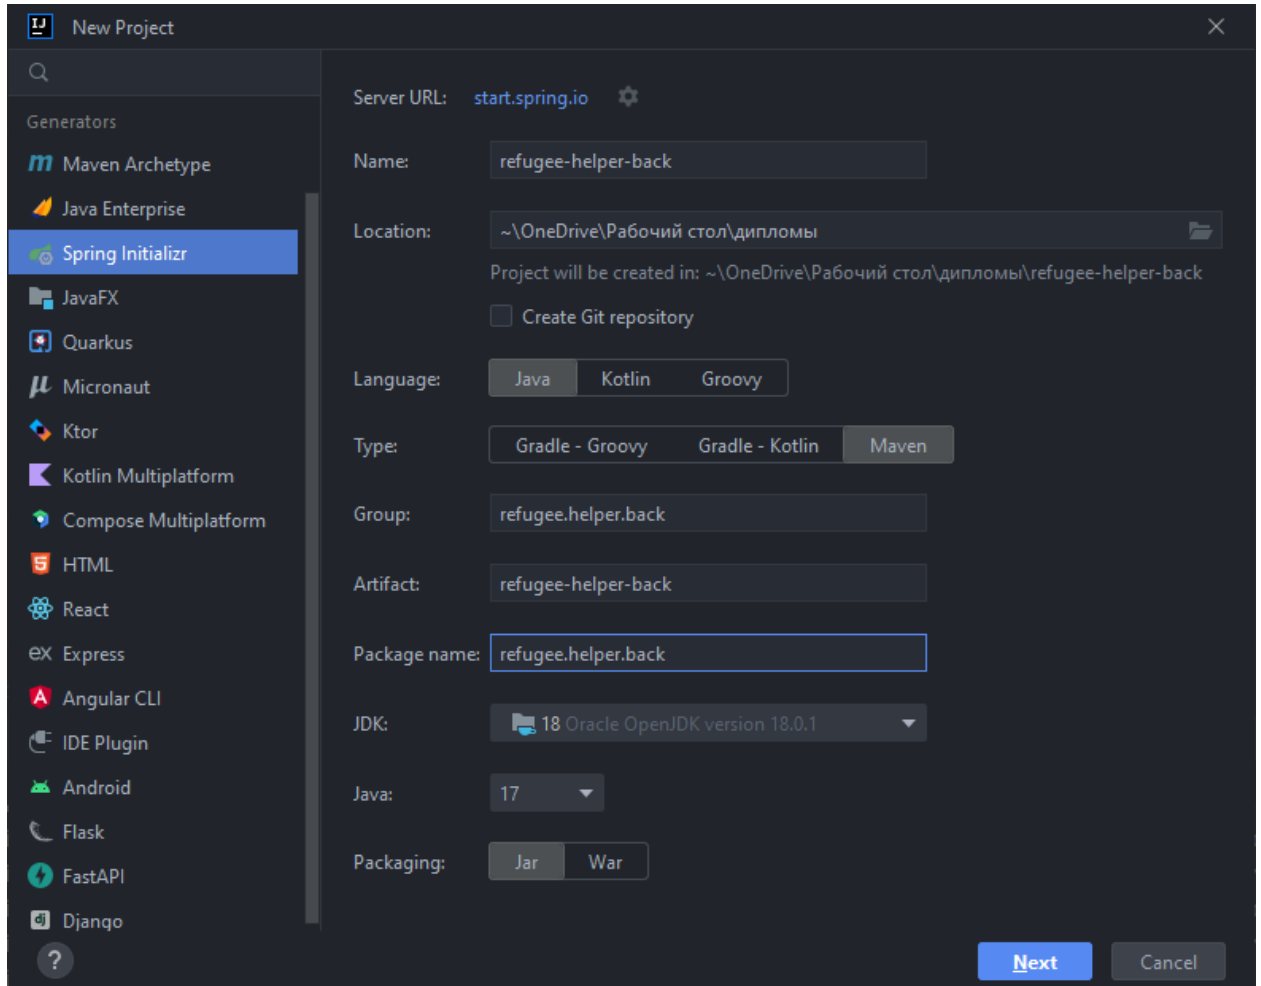 New Project
Generators
Maven Archetype
Java Enterprise
Spring Initializr
JavaFX
Quarkus
Micronaut
Ktor
Kotlin Multiplatform
Compose Multiplatform
HTML
React
Express
Angular CLI
IDE Plugin
Android
Flask
FastAPI
Django
Server URL: start.spring.io
Name: refugee-helper-back
Location: ~\OneDrive\Рабочий стол\дипломы
Project will be created in: ~\OneDrive\Рабочий стол\дипломы\refugee-helper-back
Create Git repository
Language: Java Kotlin Groovy
Type: Gradle - Groovy Gradle - Kotlin Maven
Group: refugee.helper.back
Artifact: refugee-helper-back
Package name: refugee.helper.back
JDK: 18 Oracle OpenJDK version 18.0.1
Java: 17
Packaging: Jar War
? Next Cancel